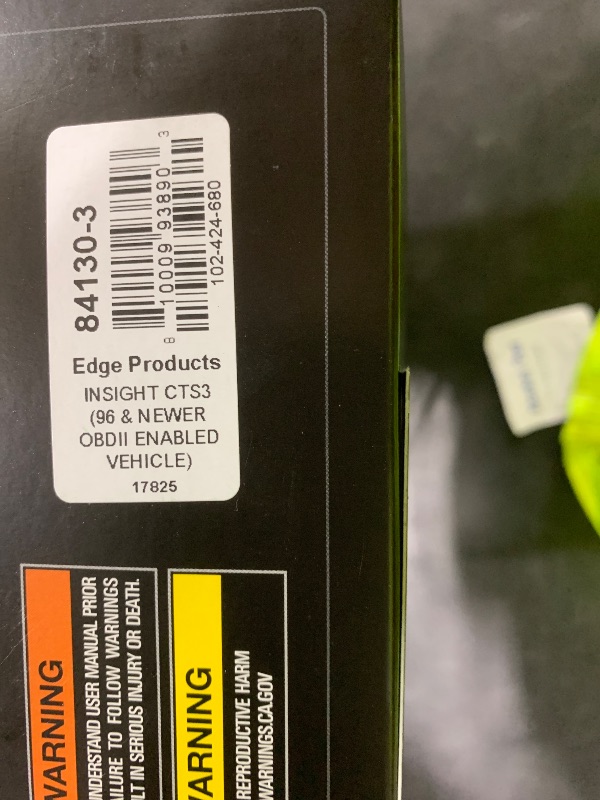 84130-3
8 10009 93890 3
102-424-680
Edge Products
INSIGHT CTS3
(96 & NEWER
OBDII ENABLED
VEHICLE)
17825
WARNING
UNDERSTAND USER MANUAL PRIOR
FAILURE TO FOLLOW WARNINGS
LT IN SERIOUS INJURY OR DEATH.
WARNING
REPRODUCTIVE HARM
WARNINGS.CA.GOV